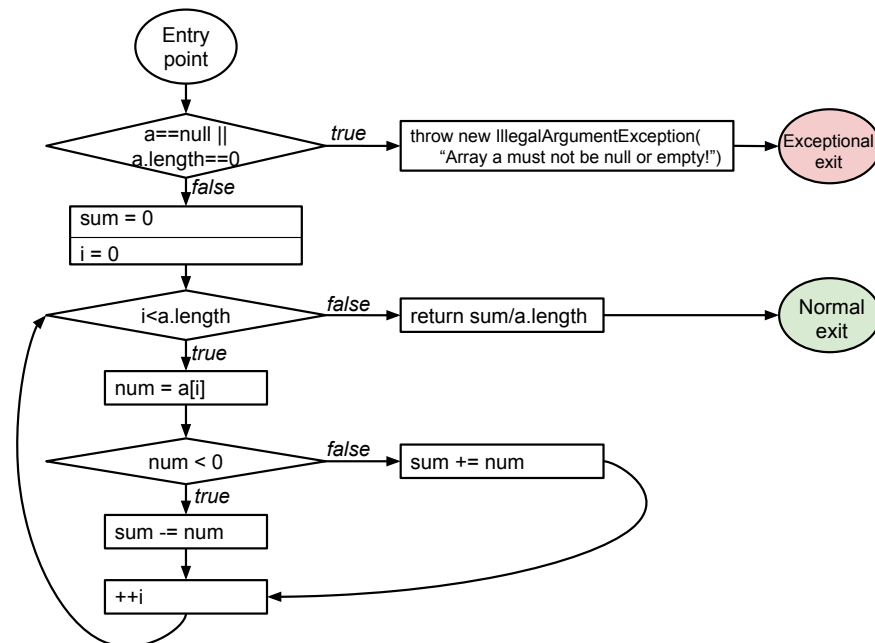 Entry
point
a==null ||
a.length==0
true
throw new IllegalArgumentException(
“Array a must not be null or empty!”)
Exceptional
exit
false
sum = 0
i = 0
i<a.length
false
return sum/a.length
Normal
exit
true
num = a[i]
num < 0
false
sum += num
true
sum -= num
++i